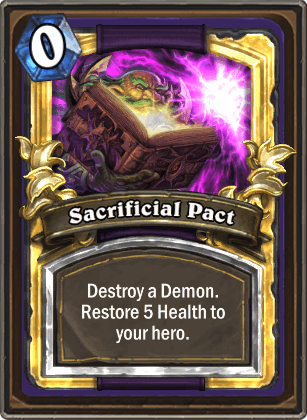 0
Sacrificial Pact
Destroy a Demon.
Restore 5 Health to
your hero.